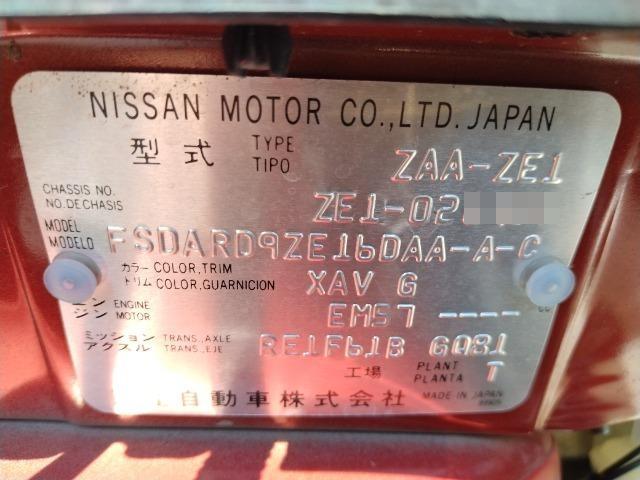 NISSAN MOTOR CO.,LTD. JAPAN
型式 TYPE TIPO ZAA-ZE1
CHASSIS NO. NO.DE CHASIS ZE1-02
MODEL MODELO FSDARD9ZE16DAA-A-C
カラー COLOR,TRIM トリム COLOR,GUARNICION XAV G
エンジン ENGINE MOTOR EM57 ----
ミッション TRANS.,AXLE アクスル TRANS.,EJE RE1F61B GQ81
工場 PLANT PLANTA T
自動車株式会社 MADE IN JAPAN